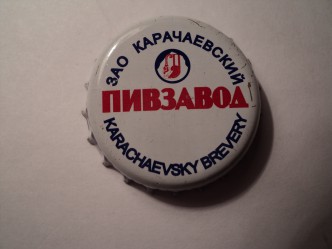 ЗАО КАРАЧАЕВСКИЙ
ПИВЗАВОД
KARACHAEVSKY BREVERY